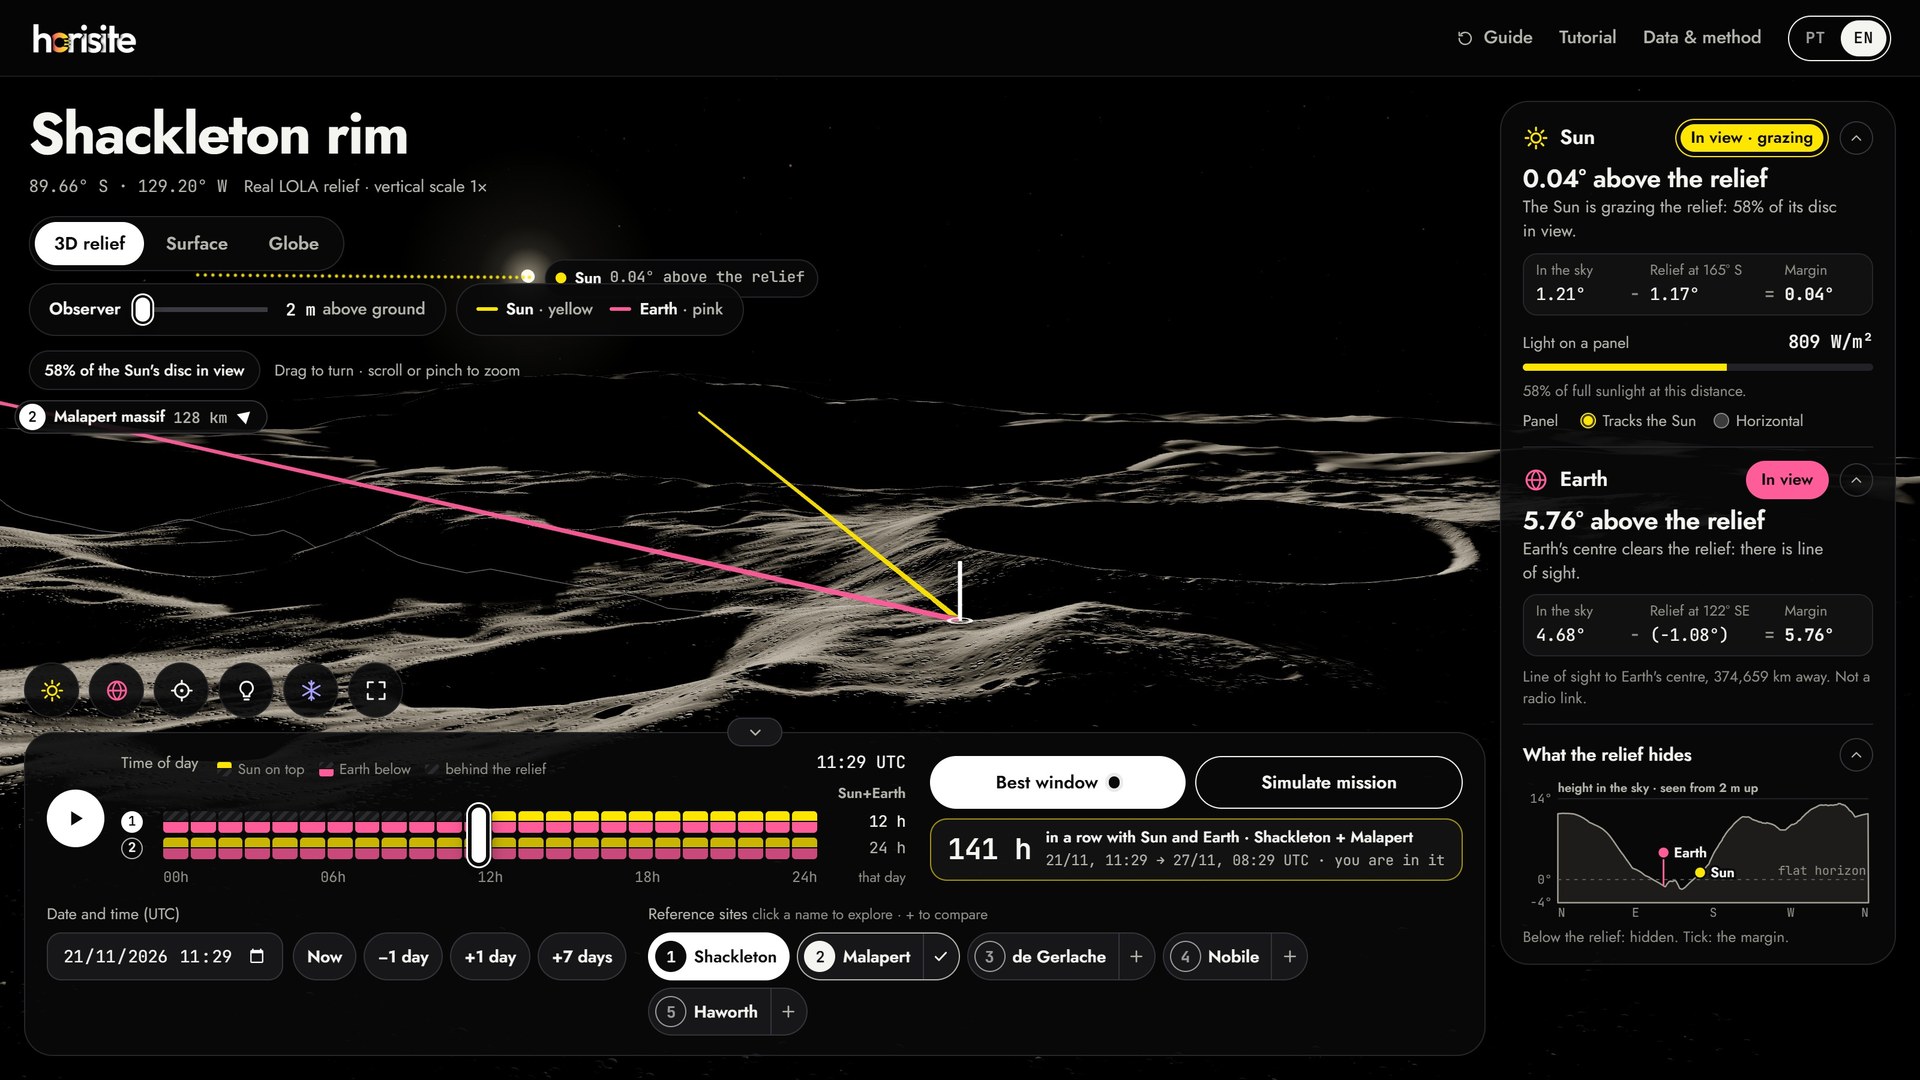 horisite
Guide
Tutorial
Data & method
PT
EN
Shackleton rim
89.66° S · 129.20° W Real LOLA relief · vertical scale 1×
3D relief
Surface
Globe
Sun 0.04° above the relief
Observer
2 m above ground
Sun · yellow
Earth · pink
58% of the Sun's disc in view
Drag to turn · scroll or pinch to zoom
2 Malapert massif 128 km
Sun
In view · grazing
0.04° above the relief
The Sun is grazing the relief: 58% of its disc
in view.
In the sky Relief at 165° S Margin
1.21° - 1.17° = 0.04°
Light on a panel 809 W/m²
58% of full sunlight at this distance.
Panel Tracks the Sun Horizontal
Earth
In view
5.76° above the relief
Earth's centre clears the relief: there is line
of sight.
In the sky Relief at 122° SE Margin
4.68° - (-1.08°) = 5.76°
Line of sight to Earth's centre, 374,659 km away. Not a
radio link.
What the relief hides
height in the sky · seen from 2 m up
14°
Earth
Sun
flat horizon
0°
-4°
N E S W N
Below the relief: hidden. Tick: the margin.
Time of day
Sun on top
Earth below
behind the relief
11:29 UTC
Sun+Earth
1
12 h
2
24 h
00h 06h 12h 18h 24h
that day
Best window
Simulate mission
141 h
in a row with Sun and Earth · Shackleton + Malapert
21/11, 11:29 → 27/11, 08:29 UTC · you are in it
Date and time (UTC)
21/11/2026 11:29
Now
−1 day
+1 day
+7 days
Reference sites click a name to explore · + to compare
1 Shackleton
2 Malapert
3 de Gerlache +
4 Nobile +
5 Haworth +